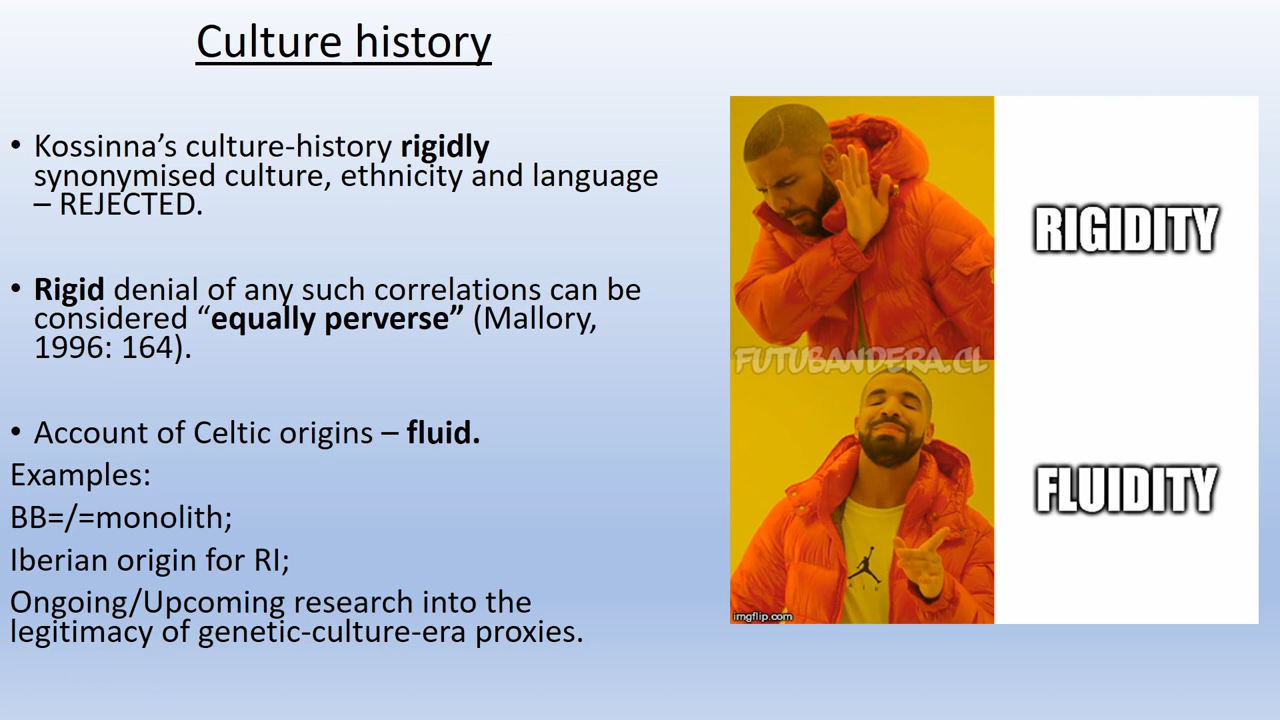 Culture history
• Kossinna’s culture-history rigidly
synonymised culture, ethnicity and language
– REJECTED.
• Rigid denial of any such correlations can be
considered “equally perverse” (Mallory,
1996: 164).
• Account of Celtic origins – fluid.
Examples:
BB=/=monolith;
Iberian origin for RI;
Ongoing/Upcoming research into the
legitimacy of genetic-culture-era proxies.
RIGIDITY
FUTUBANDERA.CL
FLUIDITY
AIR
imgflip.com